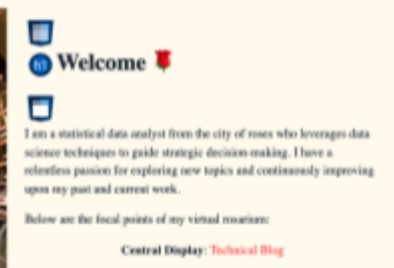 Welcome
I am a statistical data analyst from the city of roses who leverages data
science techniques to guide strategic decision-making. I have a
relentless passion for exploring new topics and continuously improving
upon my past and current work.
Below are the focal points of my virtual rosarium:
Central Display: Technical Blog